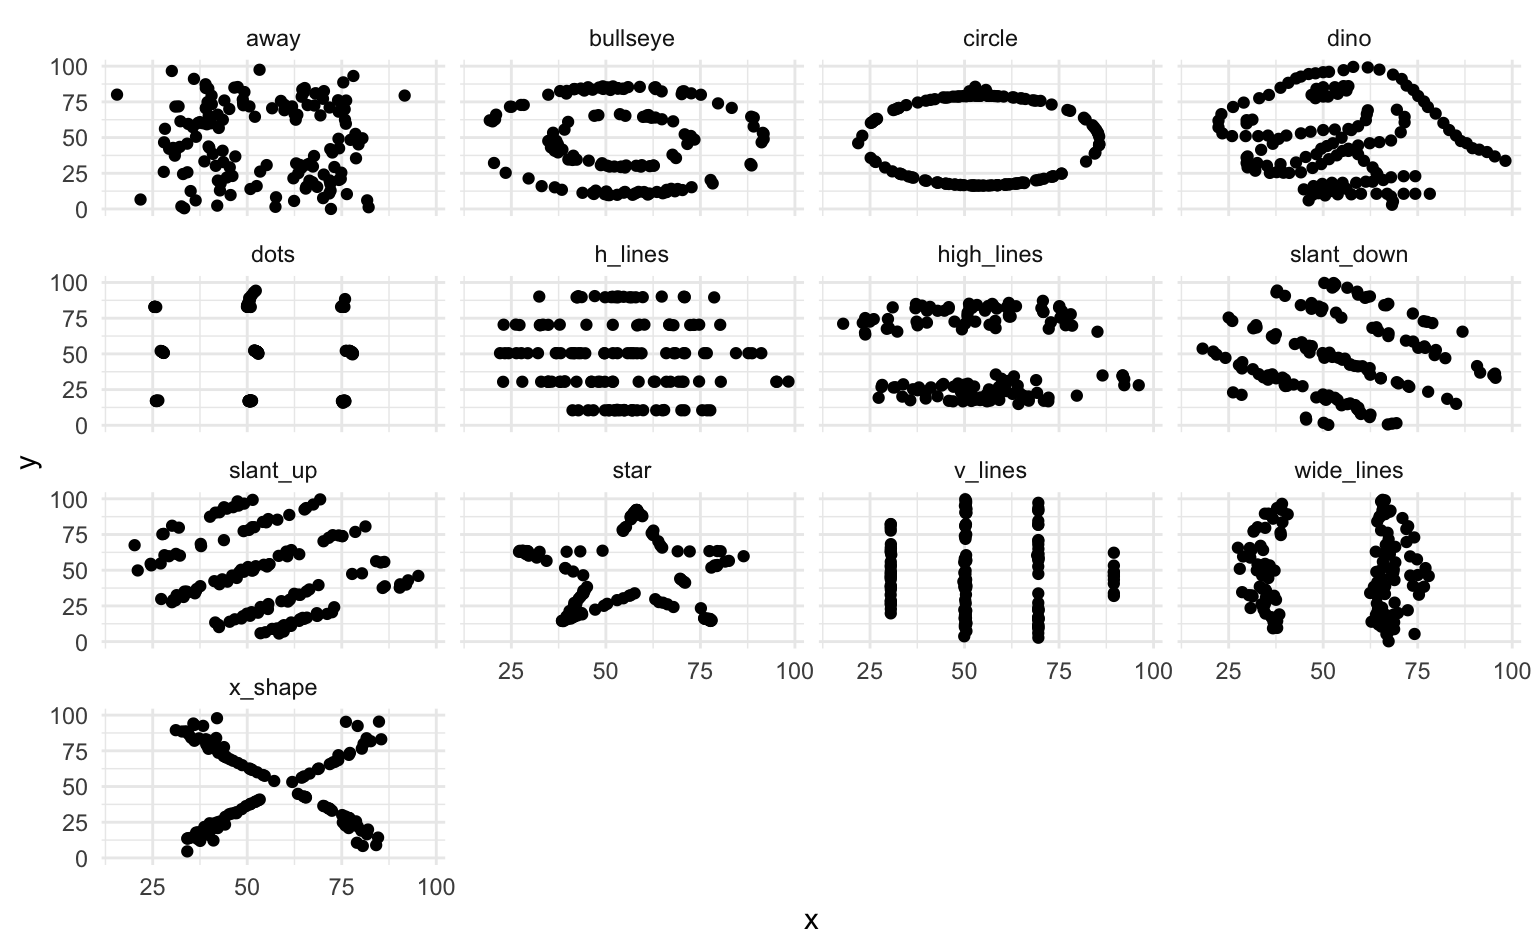 away bullseye circle dino
100
75
50
25
0
dots h_lines high_lines slant_down
100
75
50
25
0
y
slant_up star v_lines wide_lines
100
75
50
25
0
25 50 75 100 25 50 75 100 25 50 75 100
x_shape
100
75
50
25
0
25 50 75 100
x